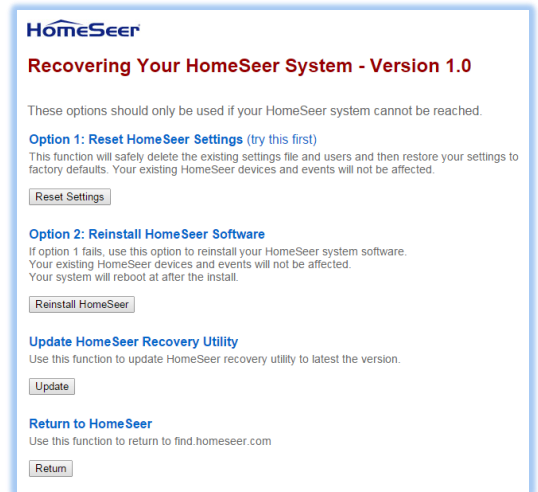 HomeSeer
Recovering Your HomeSeer System - Version 1.0
These options should only be used if your HomeSeer system cannot be reached.
Option 1: Reset HomeSeer Settings (try this first)
This function will safely delete the existing settings file and users and then restore your settings to
factory defaults. Your existing HomeSeer devices and events will not be affected.
Reset Settings
Option 2: Reinstall HomeSeer Software
If option 1 fails, use this option to reinstall your HomeSeer system software.
Your existing HomeSeer devices and events will not be affected.
Your system will reboot at after the install.
Reinstall HomeSeer
Update HomeSeer Recovery Utility
Use this function to update HomeSeer recovery utility to latest the version.
Update
Return to HomeSeer
Use this function to return to find.homeseer.com
Return